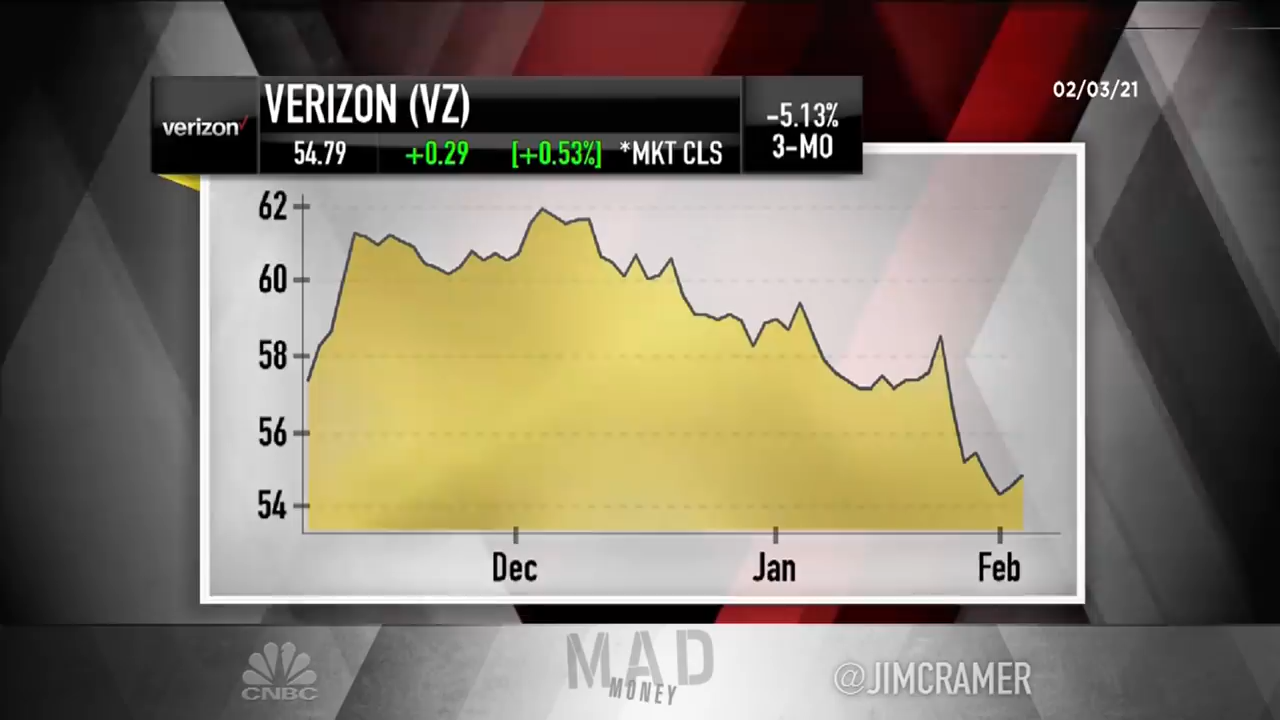 02/03/21
verizon
VERIZON (VZ)
54.79 +0.29 [+0.53%] *MKT CLS
-5.13%
3-MO
62
60
58
56
54
Dec Jan Feb
CNBC
MAD
MONEY
@JIMCRAMER